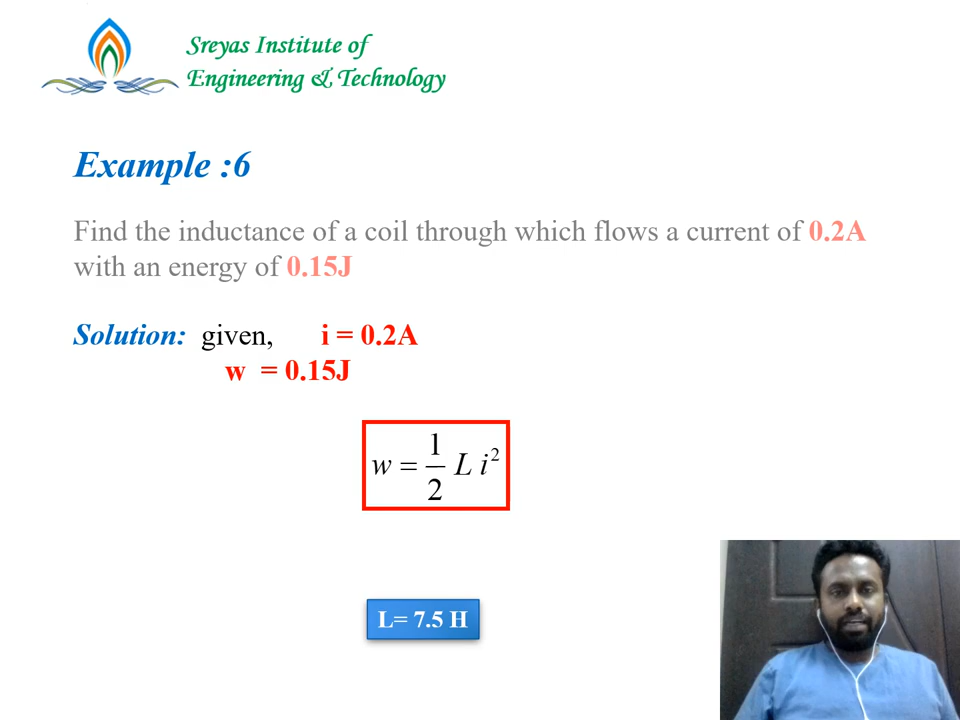 Sreyas Institute of
Engineering & Technology
Example :6
Find the inductance of a coil through which flows a current of 0.2A
with an energy of 0.15J
Solution: given, i = 0.2A
w = 0.15J
w = 1/2 L i²
L= 7.5 H